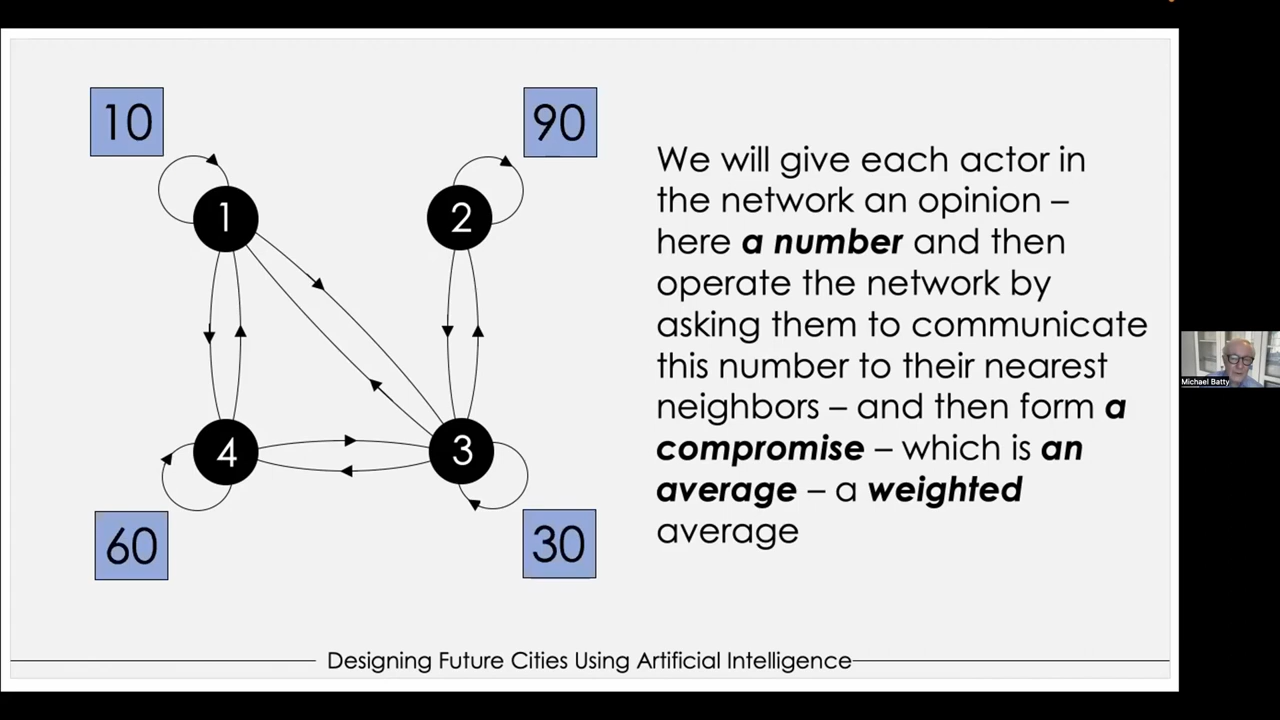 10
90
1
2
4
3
60
30
We will give each actor in
the network an opinion –
here a number and then
operate the network by
asking them to communicate
this number to their nearest
neighbors – and then form a
compromise – which is an
average – a weighted
average
Michael Batty
Designing Future Cities Using Artificial Intelligence